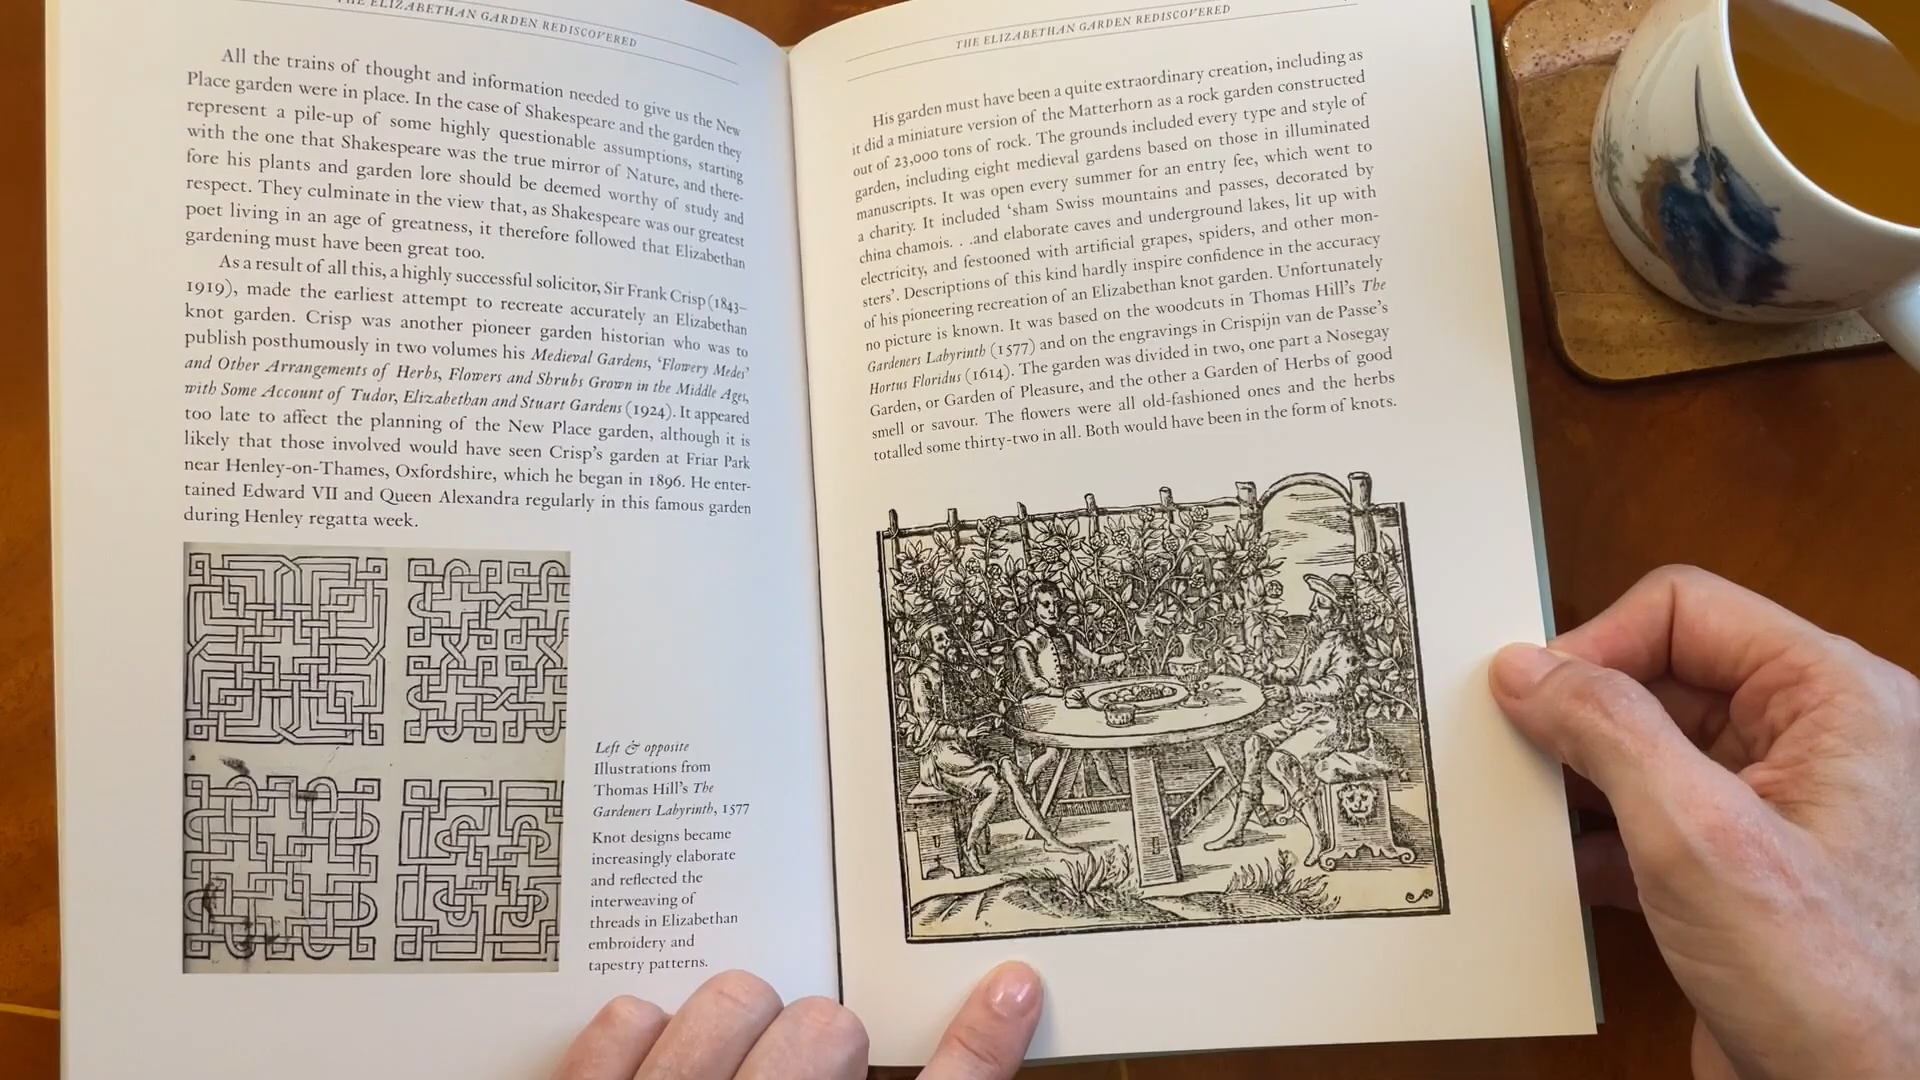 THE ELIZABETHAN GARDEN REDISCOVERED
All the trains of thought and information needed to give us the New
Place garden were in place. In the case of Shakespeare and the garden they
represent a pile-up of some highly questionable assumptions, starting
with the one that Shakespeare was the true mirror of Nature, and there-
fore his plants and garden lore should be deemed worthy of study and
respect. They culminate in the view that, as Shakespeare was our greatest
poet living in an age of greatness, it therefore followed that Elizabethan
gardening must have been great too.
As a result of all this, a highly successful solicitor, Sir Frank Crisp (1843–
1919), made the earliest attempt to recreate accurately an Elizabethan
knot garden. Crisp was another pioneer garden historian who was to
publish posthumously in two volumes his Medieval Gardens, 'Flowery Medes'
and Other Arrangements of Herbs, Flowers and Shrubs Grown in the Middle Ages,
with Some Account of Tudor, Elizabethan and Stuart Gardens (1924). It appeared
too late to affect the planning of the New Place garden, although it is
likely that those involved would have seen Crisp's garden at Friar Park
near Henley-on-Thames, Oxfordshire, which he began in 1896. He enter-
tained Edward VII and Queen Alexandra regularly in this famous garden
during Henley regatta week.
Left & opposite
Illustrations from
Thomas Hill's The
Gardeners Labyrinth, 1577
Knot designs became
increasingly elaborate
and reflected the
interweaving of
threads in Elizabethan
embroidery and
tapestry patterns.
THE ELIZABETHAN GARDEN REDISCOVERED
His garden must have been a quite extraordinary creation, including as
it did a miniature version of the Matterhorn as a rock garden constructed
out of 23,000 tons of rock. The grounds included every type and style of
garden, including eight medieval gardens based on those in illuminated
manuscripts. It was open every summer for an entry fee, which went to
a charity. It included 'sham Swiss mountains and passes, decorated by
china chamois. . .and elaborate caves and underground lakes, lit up with
electricity, and festooned with artificial grapes, spiders, and other mon-
sters'. Descriptions of this kind hardly inspire confidence in the accuracy
of his pioneering recreation of an Elizabethan knot garden. Unfortunately
no picture is known. It was based on the woodcuts in Thomas Hill's The
Gardeners Labyrinth (1577) and on the engravings in Crispijn van de Passe's
Hortus Floridus (1614). The garden was divided in two, one part a Nosegay
Garden, or Garden of Pleasure, and the other a Garden of Herbs of good
smell or savour. The flowers were all old-fashioned ones and the herbs
totalled some thirty-two in all. Both would have been in the form of knots.